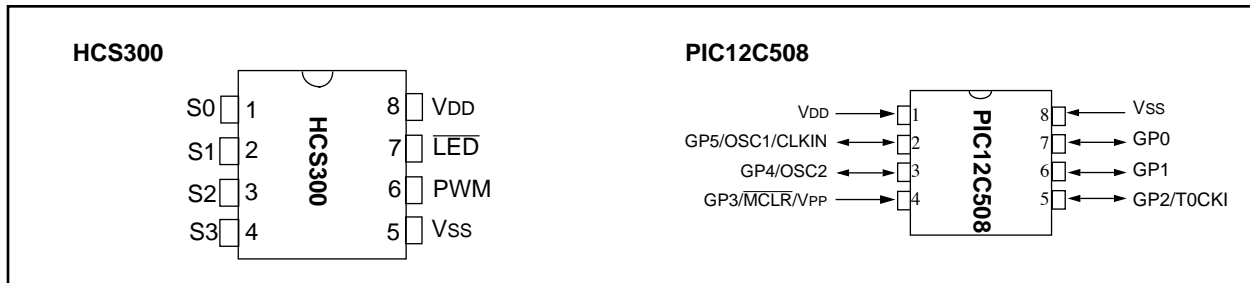 HCS300
S0 1
S1 2
S2 3
S3 4
HCS300
8 VDD
7 LED
6 PWM
5 VSS
PIC12C508
VDD 1
GP5/OSC1/CLKIN 2
GP4/OSC2 3
GP3/MCLR/VPP 4
PIC12C508
8 VSS
7 GP0
6 GP1
5 GP2/T0CKI